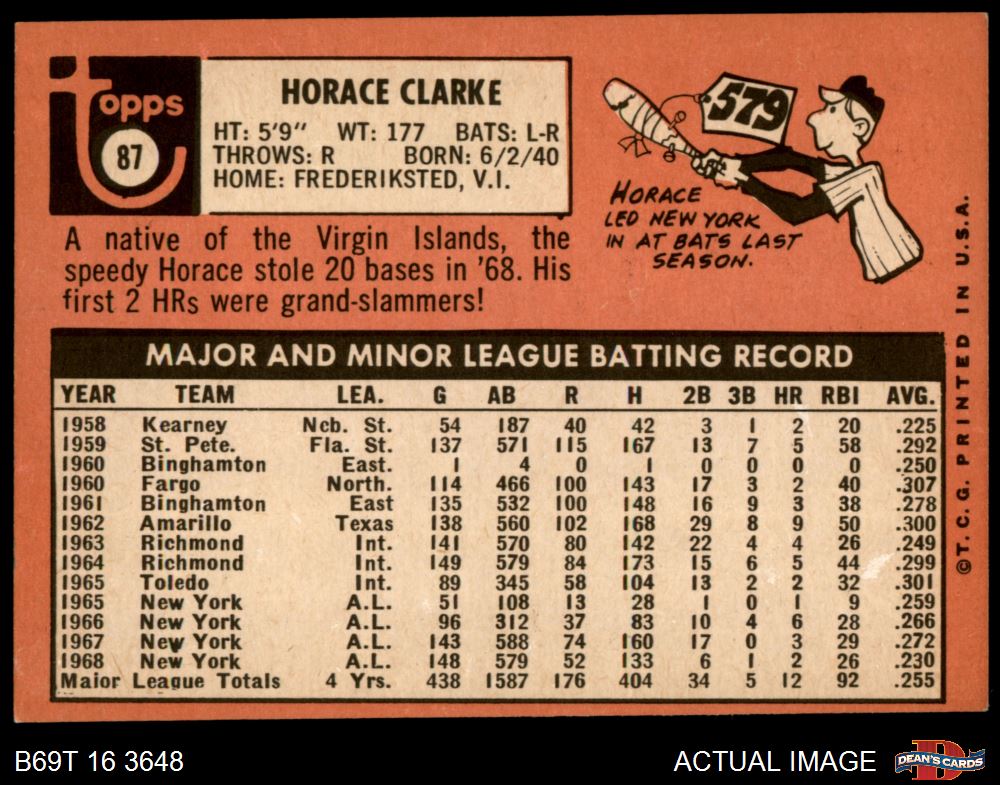 Topps
87
HORACE CLARKE
HT: 5'9" WT: 177 BATS: L-R
THROWS: R BORN: 6/2/40
HOME: FREDERIKSTED, V.I.
579
HORACE
LED NEW YORK
IN AT BATS LAST
SEASON.
A native of the Virgin Islands, the
speedy Horace stole 20 bases in '68. His
first 2 HRs were grand-slammers!
MAJOR AND MINOR LEAGUE BATTING RECORD
YEAR TEAM LEA. G AB R H 2B 3B HR RBI AVG.
1958 Kearney Neb. St. 54 187 40 42 3 1 2 20 .225
1959 St. Pete. Fla. St. 137 571 115 167 13 7 5 58 .292
1960 Binghamton East. 1 4 0 1 0 0 0 0 .250
1960 Fargo North. 114 466 100 143 17 3 2 40 .307
1961 Binghamton East 135 532 100 148 16 9 3 38 .278
1962 Amarillo Texas 138 560 102 168 29 8 9 50 .300
1963 Richmond Int. 141 570 80 142 22 4 4 26 .249
1964 Richmond Int. 149 579 84 173 15 6 5 44 .299
1965 Toledo Int. 89 345 58 104 13 2 2 32 .301
1965 New York A.L. 51 108 13 28 1 0 1 9 .259
1966 New York A.L. 96 312 37 83 10 4 6 28 .266
1967 New York A.L. 143 588 74 160 17 0 3 29 .272
1968 New York A.L. 148 579 52 133 6 1 2 26 .230
Major League Totals 4 Yrs. 438 1587 176 404 34 5 12 92 .255
©T.C.G. PRINTED IN U.S.A.
B69T 16 3648
ACTUAL IMAGE
D
DEAN'S CARDS